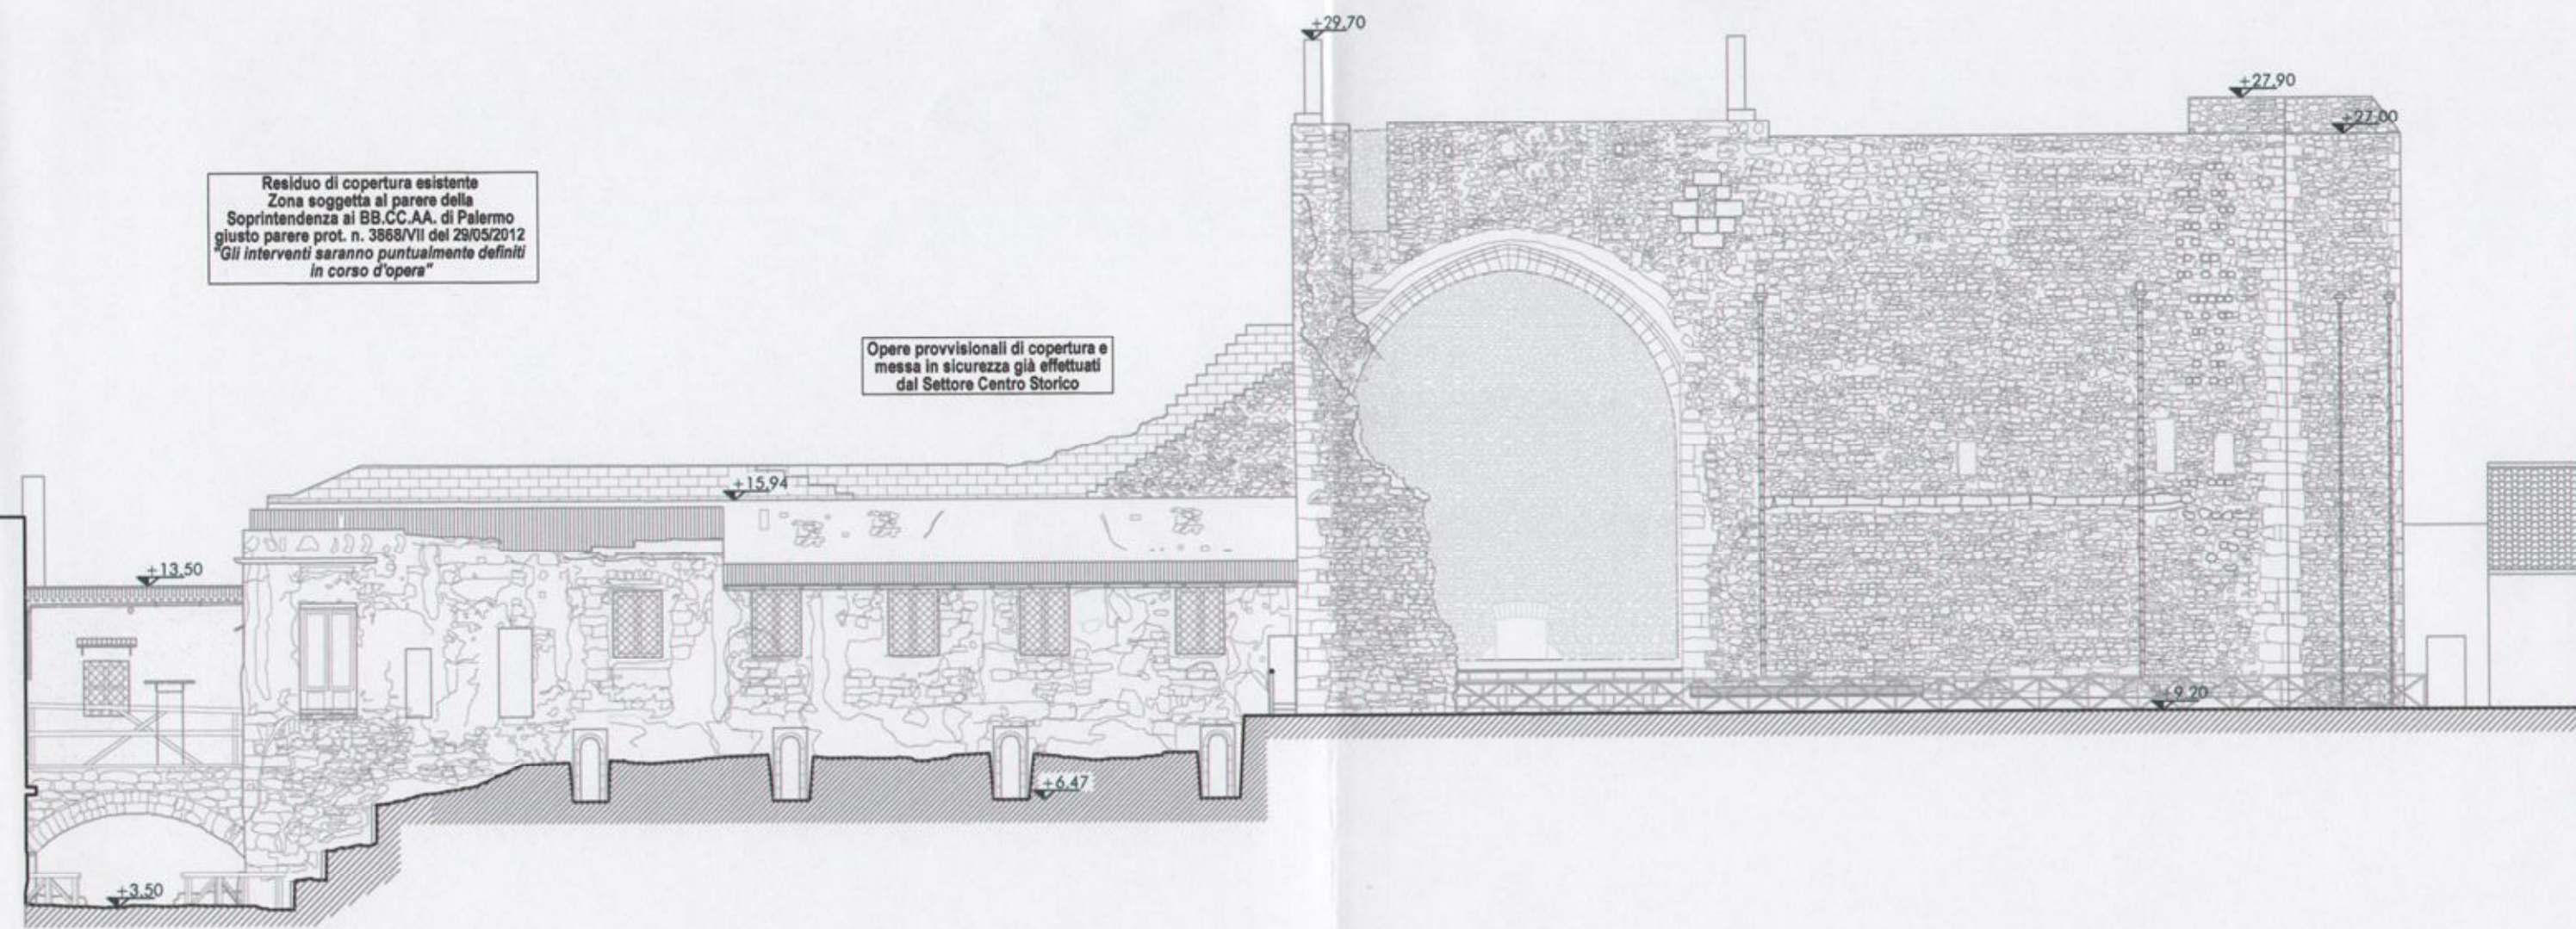 +29.70
+27.90
+27.00
Residuo di copertura esistente
Zona soggetta al parere della
Soprintendenza ai BB.CC.AA. di Palermo
giusto parere prot. n. 3868/VII del 29/05/2012
"Gli interventi saranno puntualmente definiti
in corso d'opera"
Opere provvisionali di copertura e
messa in sicurezza già effettuati
dal Settore Centro Storico
+15.94
+13.50
+9.20
+6.47
+3.50